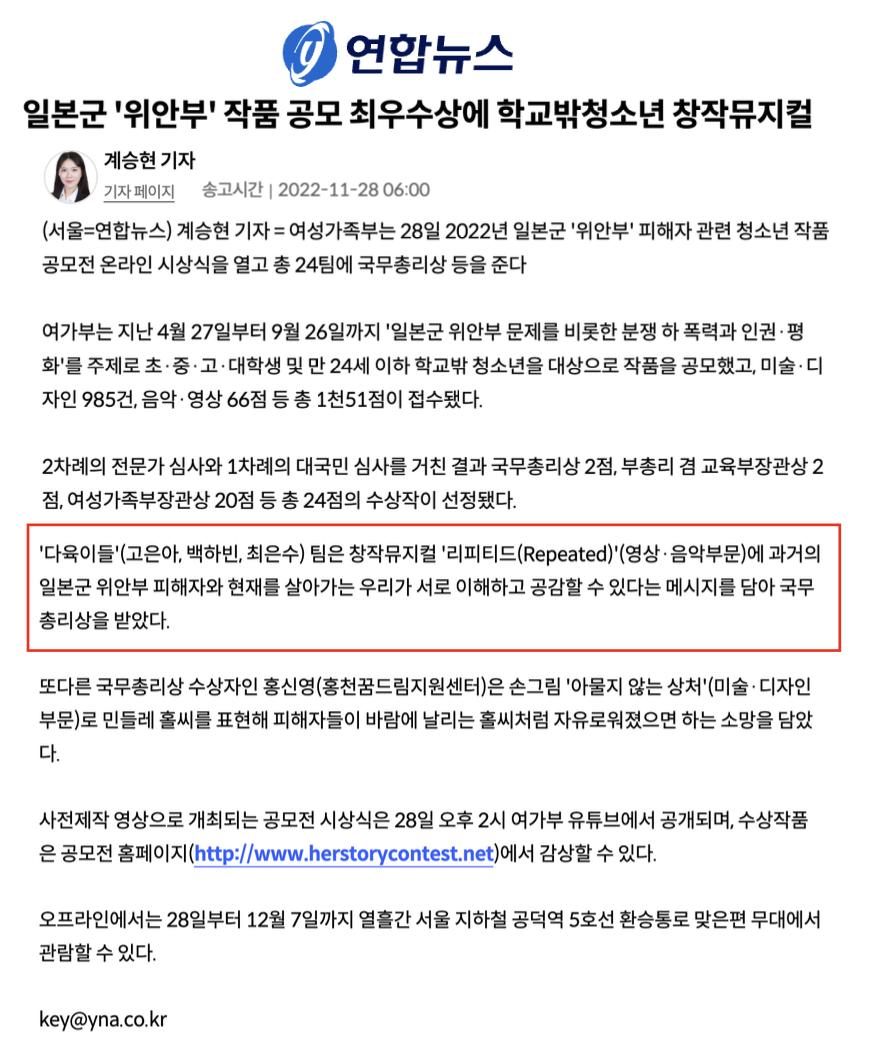 연합뉴스
일본군 '위안부' 작품 공모 최우수상에 학교밖청소년 창작뮤지컬
계승현 기자
기자 페이지 송고시간 | 2022-11-28 06:00
(서울=연합뉴스) 계승현 기자 = 여성가족부는 28일 2022년 일본군 '위안부' 피해자 관련 청소년 작품
공모전 온라인 시상식을 열고 총 24팀에 국무총리상 등을 준다
여가부는 지난 4월 27일부터 9월 26일까지 '일본군 위안부 문제를 비롯한 분쟁 하 폭력과 인권·평
화'를 주제로 초·중·고·대학생 및 만 24세 이하 학교밖 청소년을 대상으로 작품을 공모했고, 미술·디
자인 985건, 음악·영상 66점 등 총 1천51점이 접수됐다.
2차례의 전문가 심사와 1차례의 대국민 심사를 거친 결과 국무총리상 2점, 부총리 겸 교육부장관상 2
점, 여성가족부장관상 20점 등 총 24점의 수상작이 선정됐다.
'다육이들'(고은아, 백하빈, 최은수) 팀은 창작뮤지컬 '리피티드(Repeated)'(영상·음악부문)에 과거의
일본군 위안부 피해자와 현재를 살아가는 우리가 서로 이해하고 공감할 수 있다는 메시지를 담아 국무
총리상을 받았다.
또다른 국무총리상 수상자인 홍신영(홍천꿈드림지원센터)은 손그림 '아물지 않는 상처'(미술·디자인
부문)로 민들레 홀씨를 표현해 피해자들이 바람에 날리는 홀씨처럼 자유로워졌으면 하는 소망을 담았
다.
사전제작 영상으로 개최되는 공모전 시상식은 28일 오후 2시 여가부 유튜브에서 공개되며, 수상작품
은 공모전 홈페이지(http://www.herstorycontest.net)에서 감상할 수 있다.
오프라인에서는 28일부터 12월 7일까지 열흘간 서울 지하철 공덕역 5호선 환승통로 맞은편 무대에서
관람할 수 있다.
key@yna.co.kr